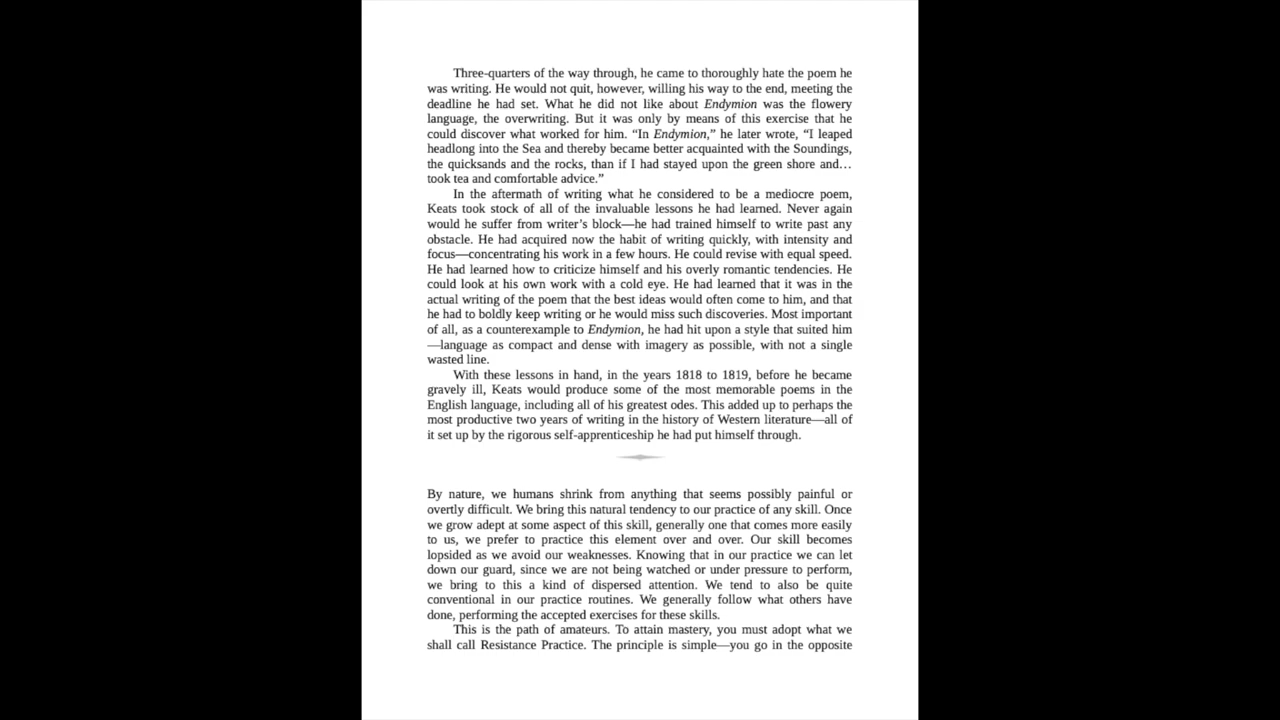 Three-quarters of the way through, he came to thoroughly hate the poem he
was writing. He would not quit, however, willing his way to the end, meeting the
deadline he had set. What he did not like about Endymion was the flowery
language, the overwriting. But it was only by means of this exercise that he
could discover what worked for him. “In Endymion,” he later wrote, “I leaped
headlong into the Sea and thereby became better acquainted with the Soundings,
the quicksands and the rocks, than if I had stayed upon the green shore and…
took tea and comfortable advice.”
In the aftermath of writing what he considered to be a mediocre poem,
Keats took stock of all of the invaluable lessons he had learned. Never again
would he suffer from writer’s block—he had trained himself to write past any
obstacle. He had acquired now the habit of writing quickly, with intensity and
focus—concentrating his work in a few hours. He could revise with equal speed.
He had learned how to criticize himself and his overly romantic tendencies. He
could look at his own work with a cold eye. He had learned that it was in the
actual writing of the poem that the best ideas would often come to him, and that
he had to boldly keep writing or he would miss such discoveries. Most important
of all, as a counterexample to Endymion, he had hit upon a style that suited him
—language as compact and dense with imagery as possible, with not a single
wasted line.
With these lessons in hand, in the years 1818 to 1819, before he became
gravely ill, Keats would produce some of the most memorable poems in the
English language, including all of his greatest odes. This added up to perhaps the
most productive two years of writing in the history of Western literature—all of
it set up by the rigorous self-apprenticeship he had put himself through.
By nature, we humans shrink from anything that seems possibly painful or
overtly difficult. We bring this natural tendency to our practice of any skill. Once
we grow adept at some aspect of this skill, generally one that comes more easily
to us, we prefer to practice this element over and over. Our skill becomes
lopsided as we avoid our weaknesses. Knowing that in our practice we can let
down our guard, since we are not being watched or under pressure to perform,
we bring to this a kind of dispersed attention. We tend to also be quite
conventional in our practice routines. We generally follow what others have
done, performing the accepted exercises for these skills.
This is the path of amateurs. To attain mastery, you must adopt what we
shall call Resistance Practice. The principle is simple—you go in the opposite